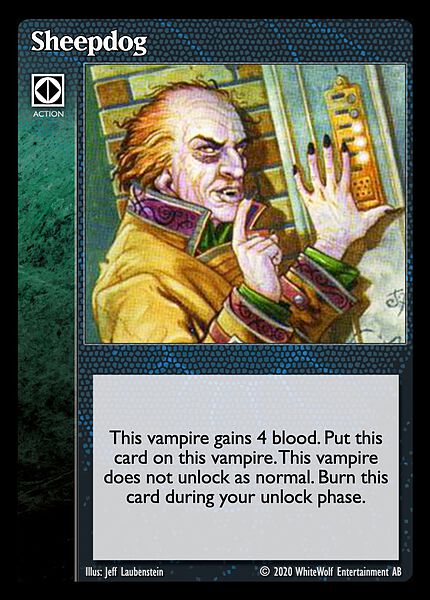 Sheepdog
ACTION
This vampire gains 4 blood. Put this
card on this vampire. This vampire
does not unlock as normal. Burn this
card during your unlock phase.
Illus: Jeff Laubenstein
© 2020 WhiteWolf Entertainment AB